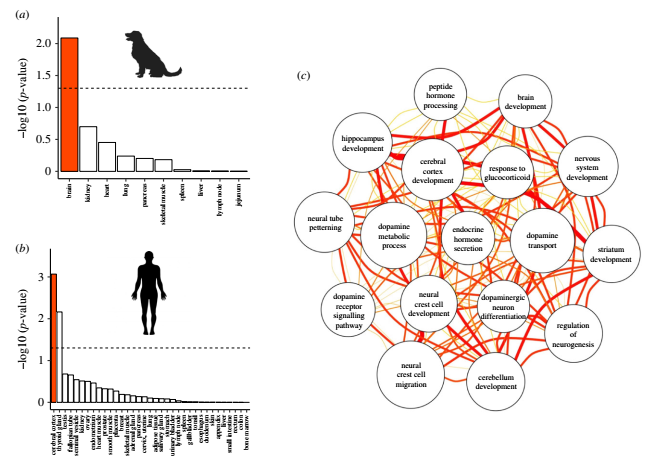 (a)
2.0
1.5
1.0
0.5
0
−log10 (p-value)
brain
kidney
heart
lung
pancreas
skeletal muscle
spleen
liver
lymph node
jejunum
(b)
3
2
1
0
−log10 (p-value)
cerebral cortex
thyroid gland
testis
fallopian tube
seminal vesicle
kidney
ovary
endometrium
heart muscle
prostate
smooth muscle
placenta
breast
skeletal muscle
adrenal gland
pancreas
cervix, uterine
lung
adipose tissue
salivary gland
stomach
urinary bladder
lymph node
spleen
gallbladder
liver
esophagus
duodenum
skin
appendix
tonsil
small intestine
rectum
colon
bone marrow
(c)
peptide
hormone
processing
brain
development
hippocampus
development
cerebral
cortex
development
response to
glucocorticoid
nervous
system
development
neural tube
petterning
dopamine
metabolic
process
endocrine
hormone
secretion
dopamine
transport
striatum
development
dopamine
receptor
signalling
pathway
neural
crest cell
development
dopaminergic
neuron
differentiation
regulation
of
neurogenesis
neural
crest cell
migration
cerebellum
development